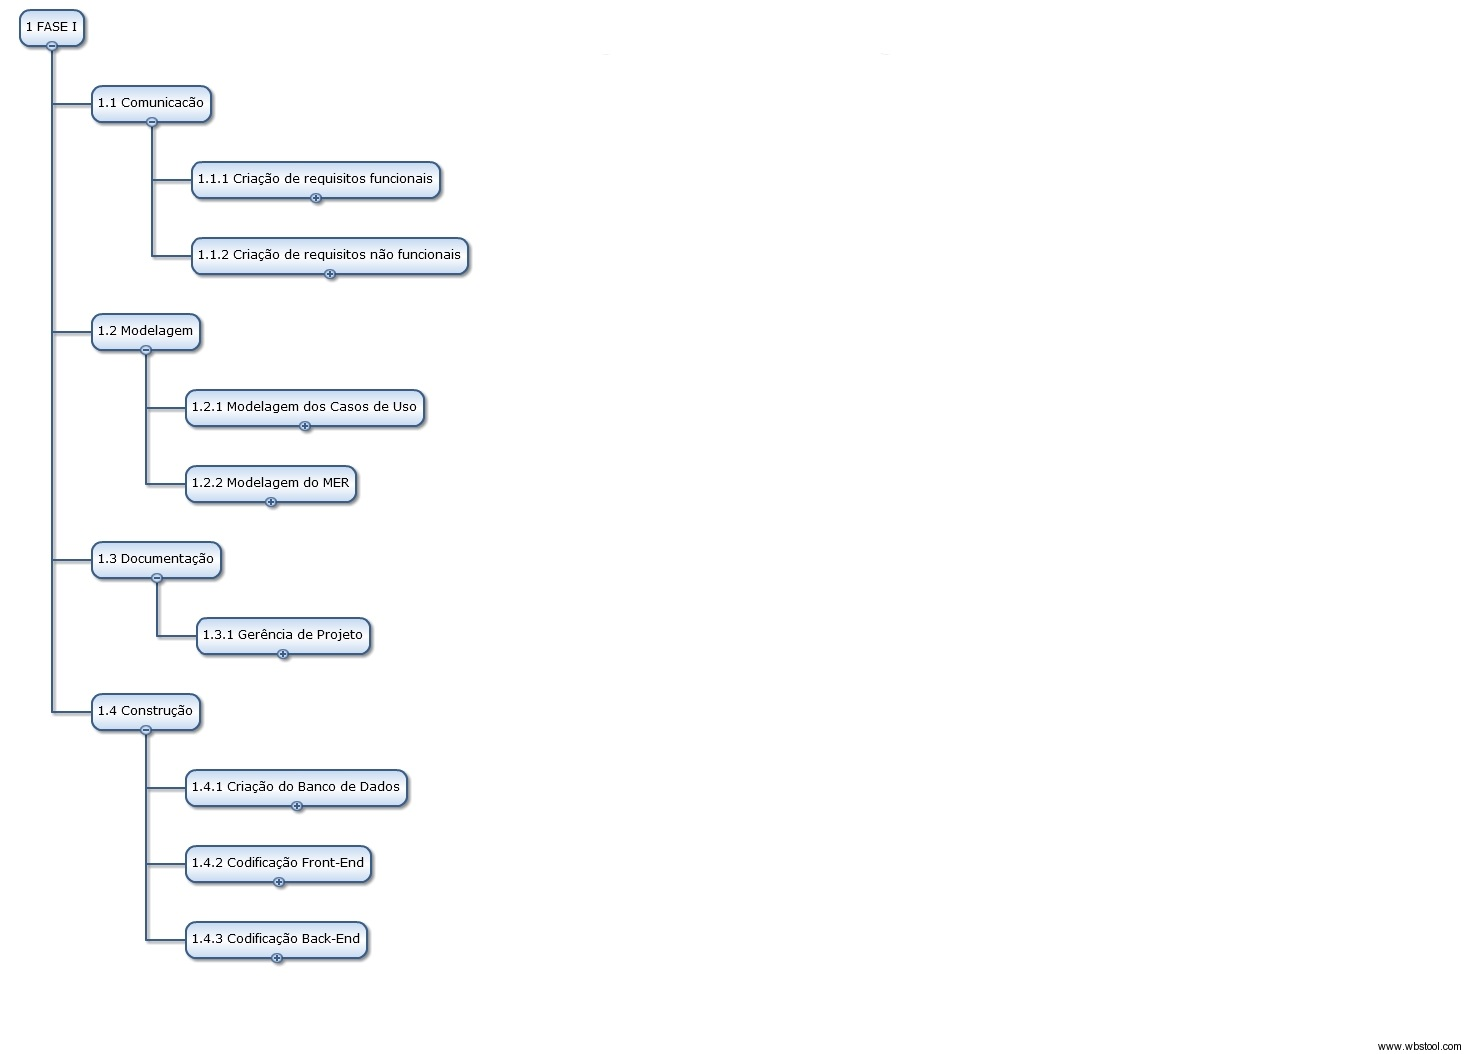 1 FASE I
1.1 Comunicacão
1.1.1 Criação de requisitos funcionais
1.1.2 Criação de requisitos não funcionais
1.2 Modelagem
1.2.1 Modelagem dos Casos de Uso
1.2.2 Modelagem do MER
1.3 Documentação
1.3.1 Gerência de Projeto
1.4 Construção
1.4.1 Criação do Banco de Dados
1.4.2 Codificação Front-End
1.4.3 Codificação Back-End
www.wbstool.com